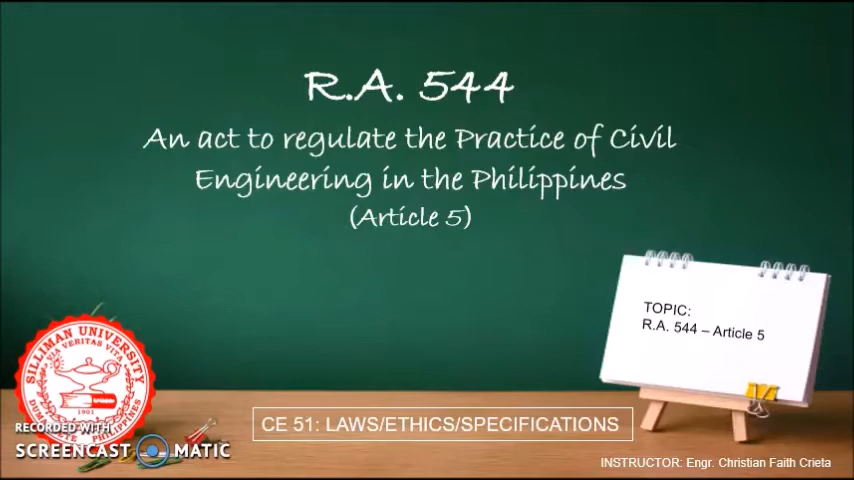 R.A. 544
An act to regulate the Practice of Civil
Engineering in the Philippines
(Article 5)
TOPIC:
R.A. 544 – Article 5
SILLIMAN UNIVERSITY
VIA VERITAS VITA
1901
PHILIPPINES
RECORDED WITH
SCREENCAST MATIC
CE 51: LAWS/ETHICS/SPECIFICATIONS
INSTRUCTOR: Engr. Christian Faith Crieta